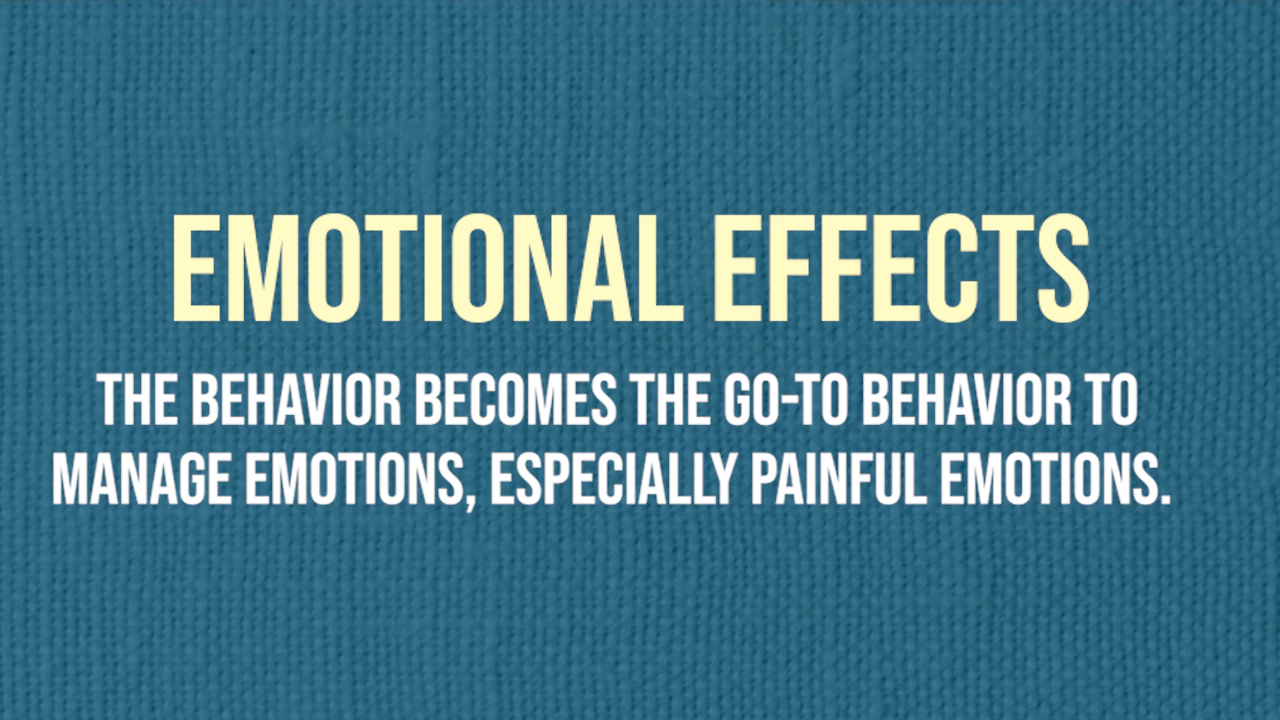 EMOTIONAL EFFECTS
THE BEHAVIOR BECOMES THE GO-TO BEHAVIOR TO
MANAGE EMOTIONS, ESPECIALLY PAINFUL EMOTIONS.